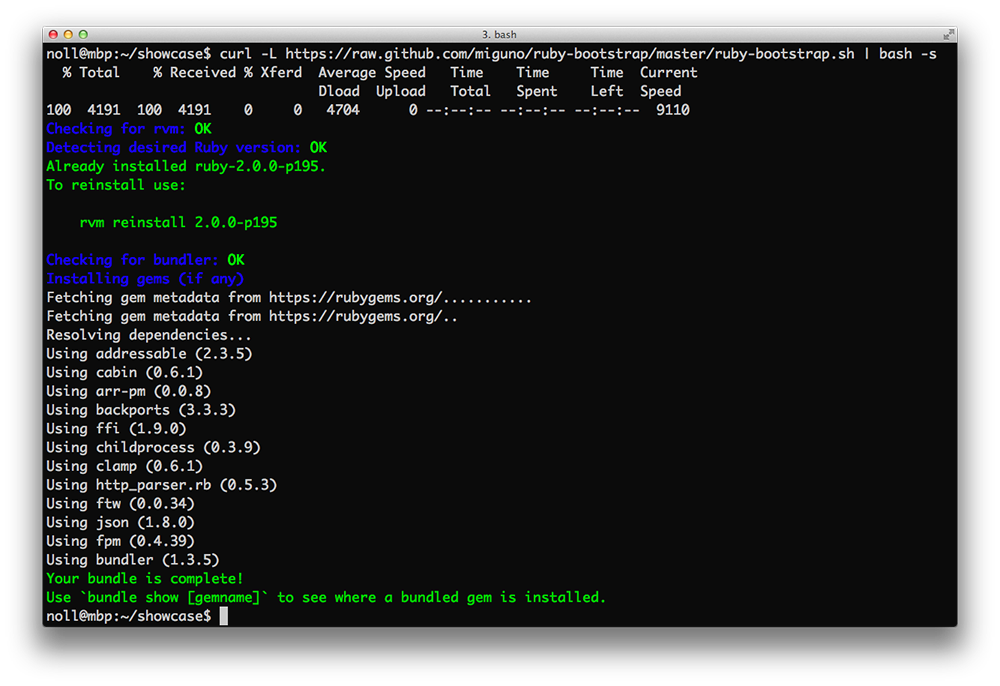 3. bash
noll@mbp:~/showcase$ curl -L https://raw.github.com/miguno/ruby-bootstrap/master/ruby-bootstrap.sh | bash -s
% Total % Received % Xferd Average Speed Time Time Time Current
Dload Upload Total Spent Left Speed
100 4191 100 4191 0 0 4704 0 --:--:-- --:--:-- --:--:-- 9110
Checking for rvm: OK
Detecting desired Ruby version: OK
Already installed ruby-2.0.0-p195.
To reinstall use:
rvm reinstall 2.0.0-p195
Checking for bundler: OK
Installing gems (if any)
Fetching gem metadata from https://rubygems.org/...........
Fetching gem metadata from https://rubygems.org/..
Resolving dependencies...
Using addressable (2.3.5)
Using cabin (0.6.1)
Using arr-pm (0.0.8)
Using backports (3.3.3)
Using ffi (1.9.0)
Using childprocess (0.3.9)
Using clamp (0.6.1)
Using http_parser.rb (0.5.3)
Using ftw (0.0.34)
Using json (1.8.0)
Using fpm (0.4.39)
Using bundler (1.3.5)
Your bundle is complete!
Use `bundle show [gemname]` to see where a bundled gem is installed.
noll@mbp:~/showcase$